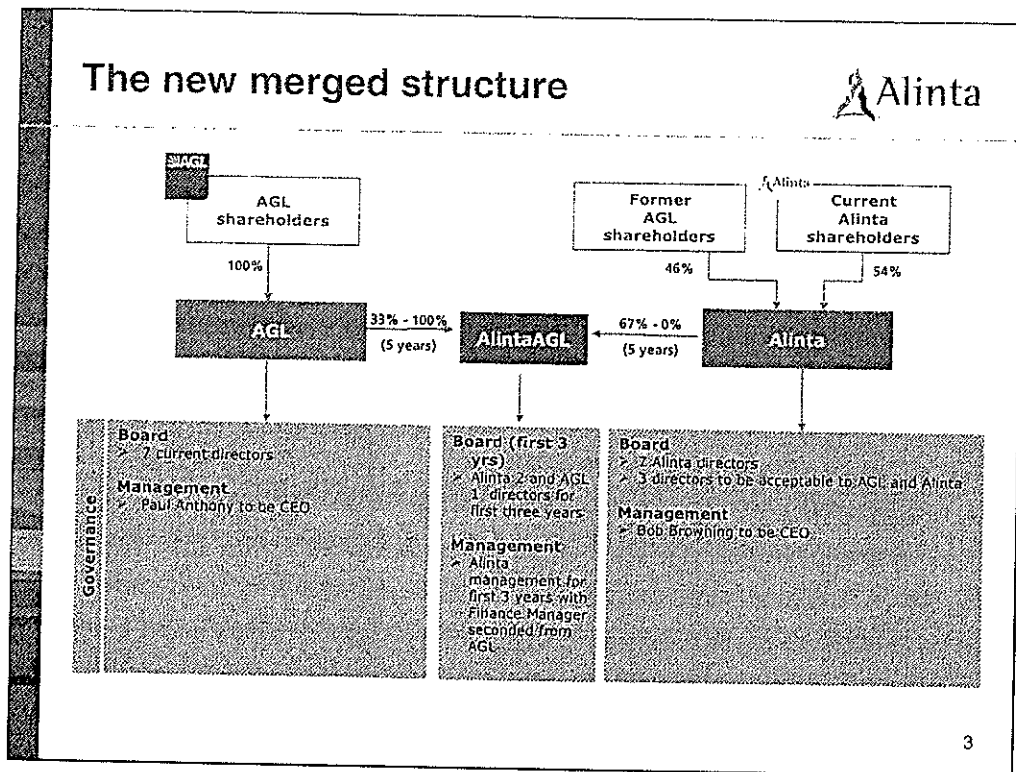 The new merged structure
Alinta
AGL
AGL
shareholders
Alinta
Former
AGL
shareholders
Current
Alinta
shareholders
100%
46%
54%
AGL
33% - 100%
(5 years)
AlintaAGL
67% - 0%
(5 years)
Alinta
Governance
Board
➢ 7 current directors
Management
➢ Paul Anthony to be CEO
Board (first 3
yrs)
➢ Alinta 2 and AGL
1 directors for
first three years
Management
➢ Alinta
management for
first 3 years with
Finance Manager
seconded from
AGL
Board
➢ 7 Alinta directors
➢ 3 directors to be acceptable to AGL and Alinta
Management
➢ Bob Browning to be CEO
3